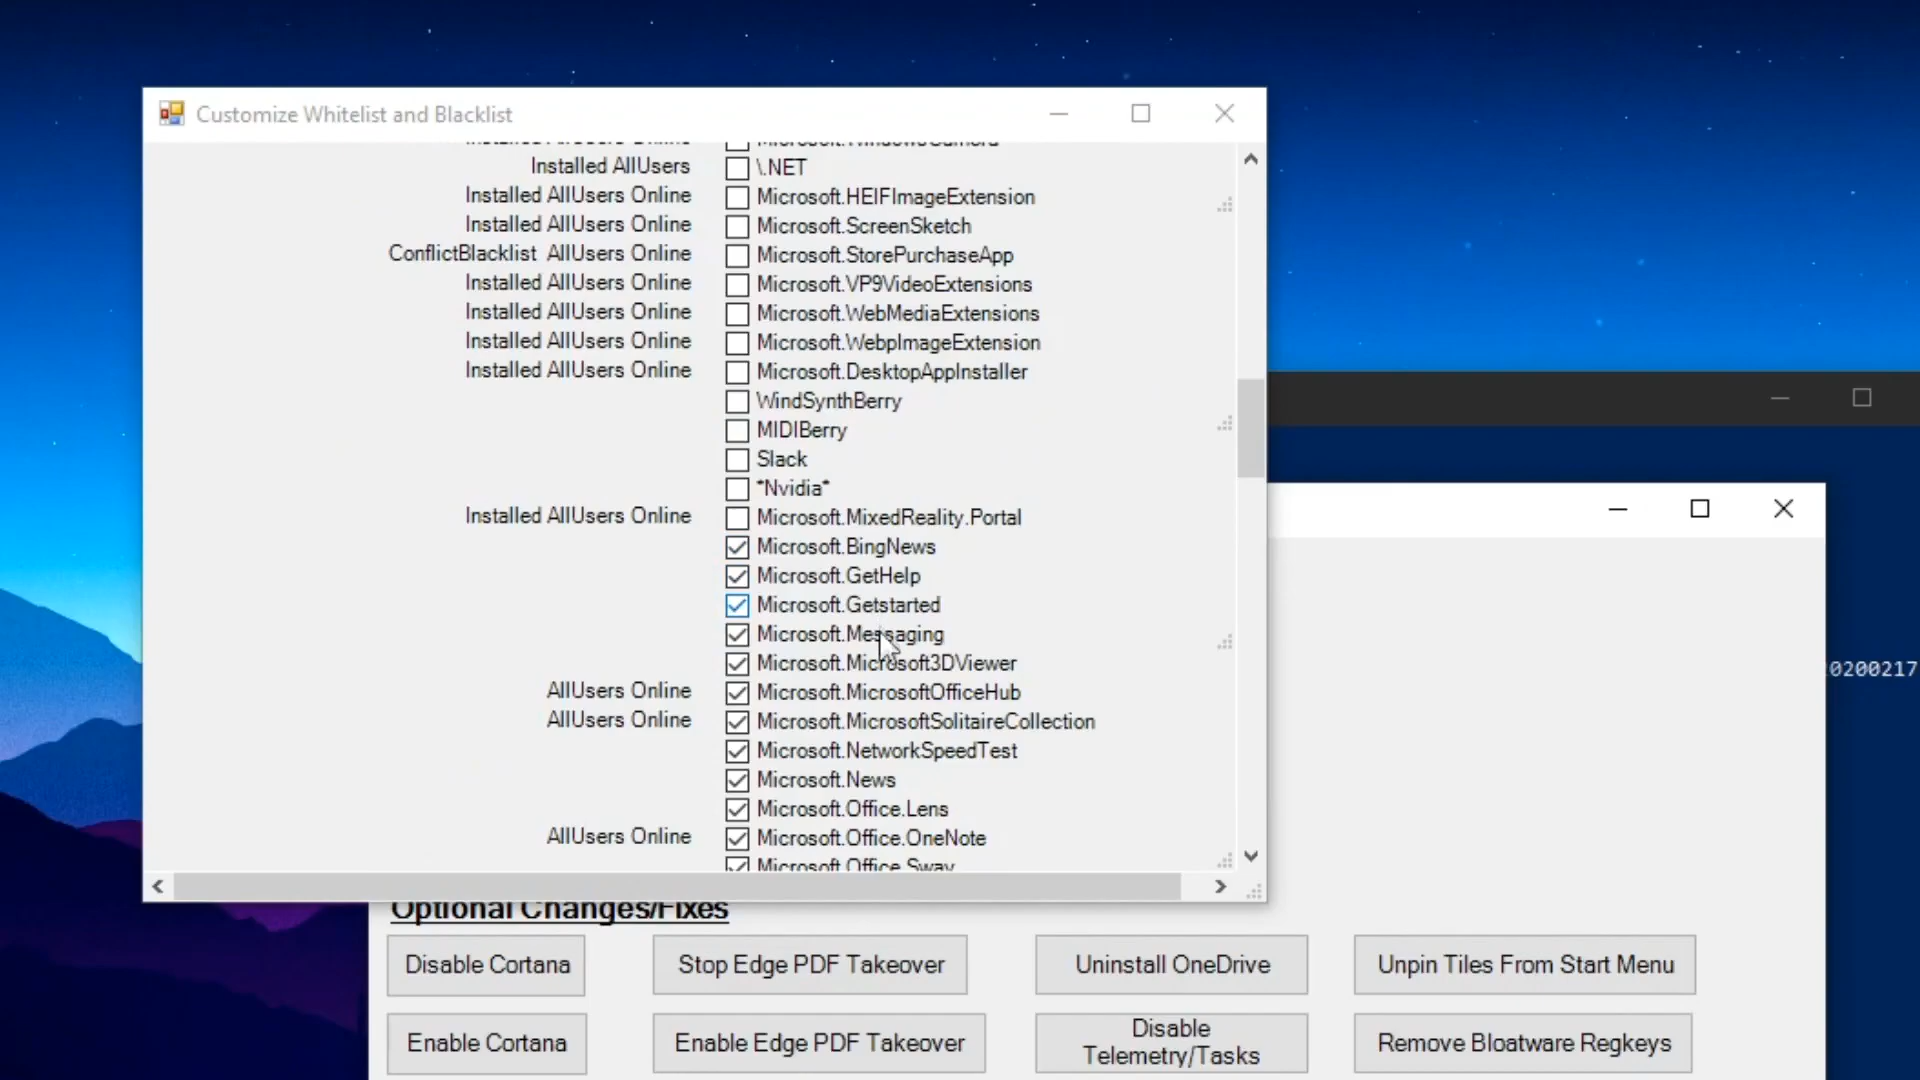 Customize Whitelist and Blacklist
Installed AllUsers \.NET
Installed AllUsers Online Microsoft.HEIFImageExtension
Installed AllUsers Online Microsoft.ScreenSketch
ConflictBlacklist AllUsers Online Microsoft.StorePurchaseApp
Installed AllUsers Online Microsoft.VP9VideoExtensions
Installed AllUsers Online Microsoft.WebMediaExtensions
Installed AllUsers Online Microsoft.WebpImageExtension
Installed AllUsers Online Microsoft.DesktopAppInstaller
WindSynthBerry
MIDIBerry
Slack
*Nvidia*
Installed AllUsers Online Microsoft.MixedReality.Portal
Microsoft.BingNews
Microsoft.GetHelp
Microsoft.Getstarted
Microsoft.Messaging
Microsoft.Microsoft3DViewer
AllUsers Online Microsoft.MicrosoftOfficeHub
AllUsers Online Microsoft.MicrosoftSolitaireCollection
Microsoft.NetworkSpeedTest
Microsoft.News
Microsoft.Office.Lens
AllUsers Online Microsoft.Office.OneNote
Microsoft.Office.Sway
0200217
Optional Changes/Fixes
Disable Cortana Stop Edge PDF Takeover Uninstall OneDrive Unpin Tiles From Start Menu
Enable Cortana Enable Edge PDF Takeover Disable Telemetry/Tasks Remove Bloatware Regkeys